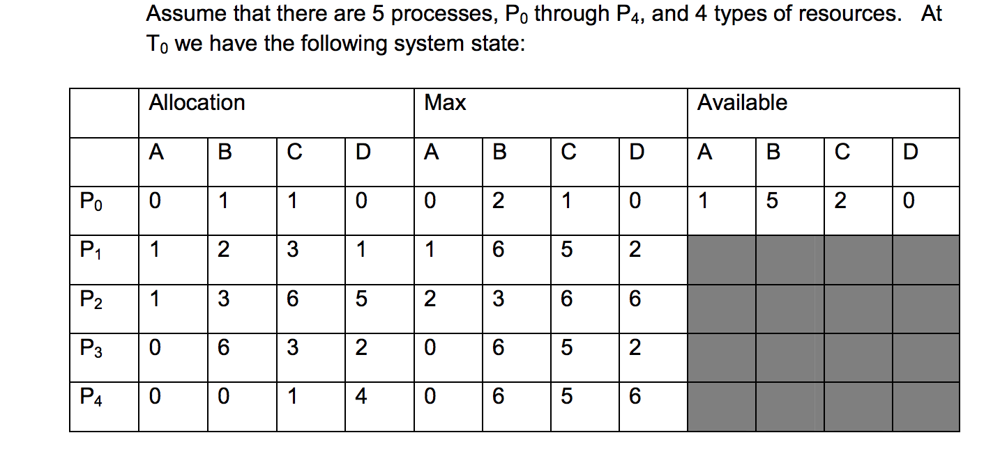 Assume that there are 5 processes, P0 through P4, and 4 types of resources. At
T0 we have the following system state:
Allocation Max Available
A B C D A B C D A B C D
P0 0 1 1 0 0 2 1 0 1 5 2 0
P1 1 2 3 1 1 6 5 2
P2 1 3 6 5 2 3 6 6
P3 0 6 3 2 0 6 5 2
P4 0 0 1 4 0 6 5 6